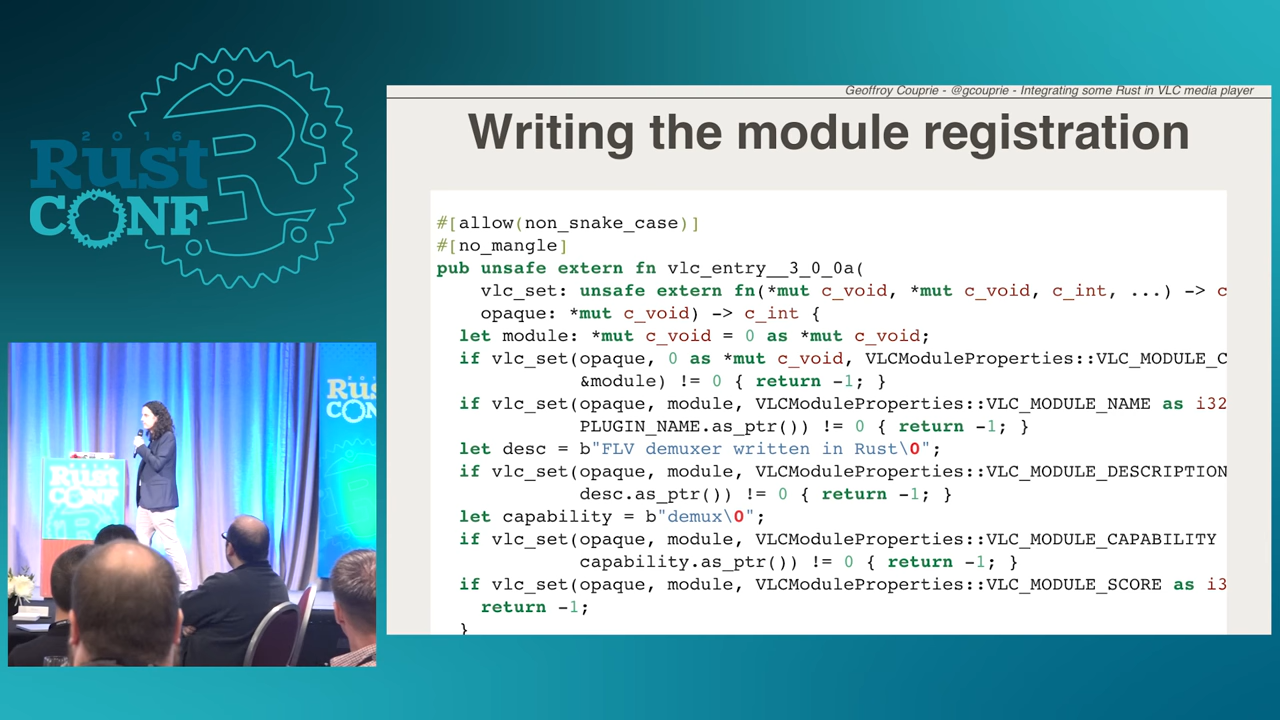 2016
Rust
CONF
Geoffroy Couprie - @gcouprie - Integrating some Rust in VLC media player
Writing the module registration
#[allow(non_snake_case)]
#[no_mangle]
pub unsafe extern fn vlc_entry__3_0_0a(
vlc_set: unsafe extern fn(*mut c_void, *mut c_void, c_int, ...) -> c
opaque: *mut c_void) -> c_int {
let module: *mut c_void = 0 as *mut c_void;
if vlc_set(opaque, 0 as *mut c_void, VLCModuleProperties::VLC_MODULE_C
&module) != 0 { return -1; }
if vlc_set(opaque, module, VLCModuleProperties::VLC_MODULE_NAME as i32
PLUGIN_NAME.as_ptr()) != 0 { return -1; }
let desc = b"FLV demuxer written in Rust\0";
if vlc_set(opaque, module, VLCModuleProperties::VLC_MODULE_DESCRIPTION
desc.as_ptr()) != 0 { return -1; }
let capability = b"demux\0";
if vlc_set(opaque, module, VLCModuleProperties::VLC_MODULE_CAPABILITY
capability.as_ptr()) != 0 { return -1; }
if vlc_set(opaque, module, VLCModuleProperties::VLC_MODULE_SCORE as i3
return -1;
}
Rus
CON
Rust
CONF